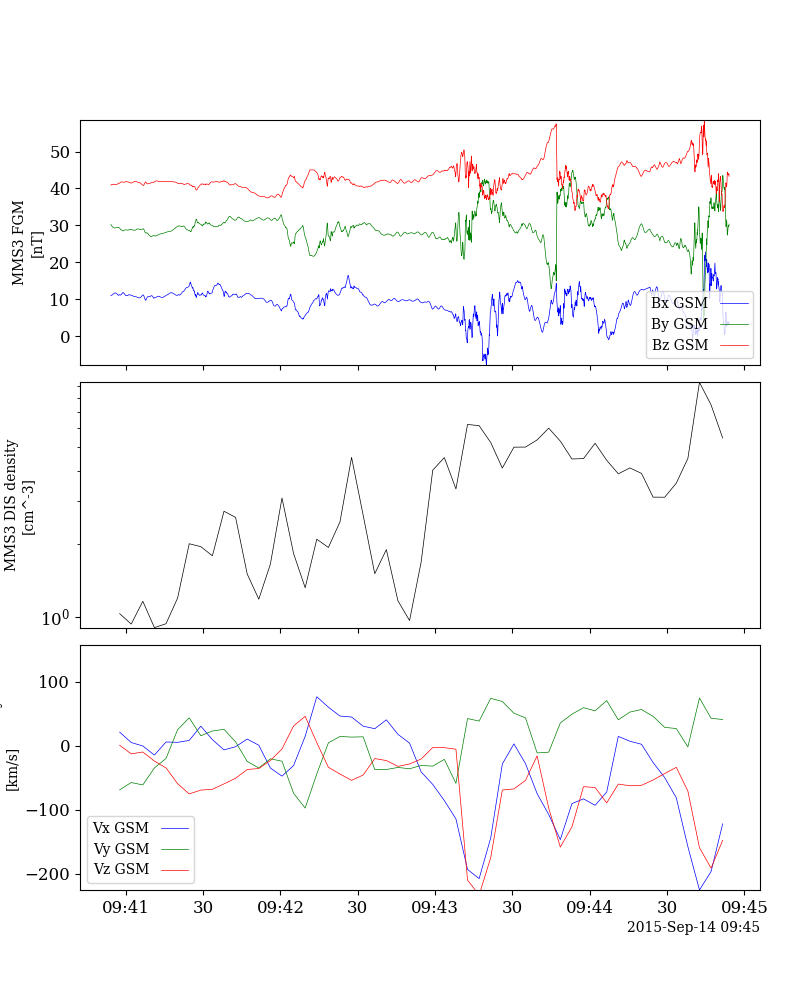 MMS3 FGM
[nT]
50
40
30
20
10
0
Bx GSM
By GSM
Bz GSM
MMS3 DIS density
[cm^-3]
10⁰
[km/s]
100
0
−100
−200
Vx GSM
Vy GSM
Vz GSM
09:41 30 09:42 30 09:43 30 09:44 30 09:45
2015-Sep-14 09:45